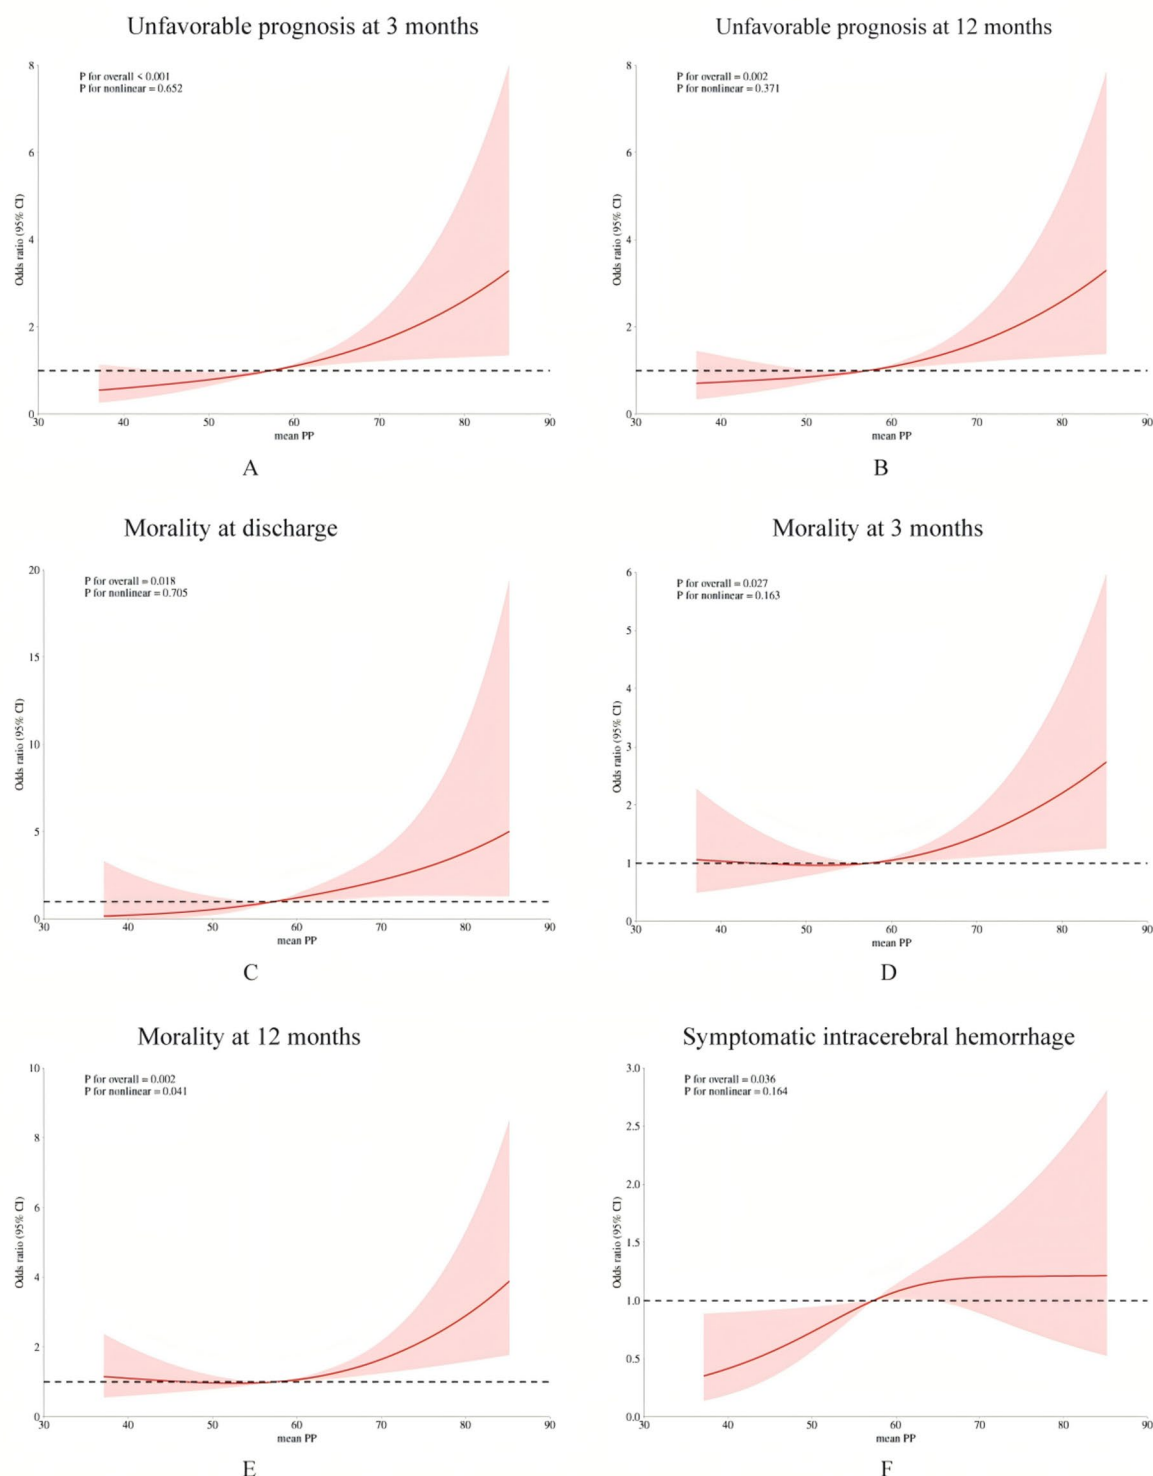 Unfavorable prognosis at 3 months
P for overall < 0.001
P for nonlinear = 0.652
8
6
4
2
0
Odds ratio (95% CI)
30 40 50 60 70 80 90
mean PP
A
Unfavorable prognosis at 12 months
P for overall = 0.002
P for nonlinear = 0.371
8
6
4
2
0
Odds ratio (95% CI)
30 40 50 60 70 80 90
mean PP
B
Morality at discharge
P for overall = 0.018
P for nonlinear = 0.705
20
15
10
5
0
Odds ratio (95% CI)
30 40 50 60 70 80 90
mean PP
C
Morality at 3 months
P for overall = 0.027
P for nonlinear = 0.163
6
5
4
3
2
1
0
Odds ratio (95% CI)
30 40 50 60 70 80 90
mean PP
D
Morality at 12 months
P for overall = 0.002
P for nonlinear = 0.041
10
8
6
4
2
0
Odds ratio (95% CI)
30 40 50 60 70 80 90
mean PP
E
Symptomatic intracerebral hemorrhage
P for overall = 0.036
P for nonlinear = 0.164
3.0
2.5
2.0
1.5
1.0
0.5
0.0
Odds ratio (95% CI)
30 40 50 60 70 80 90
mean PP
F